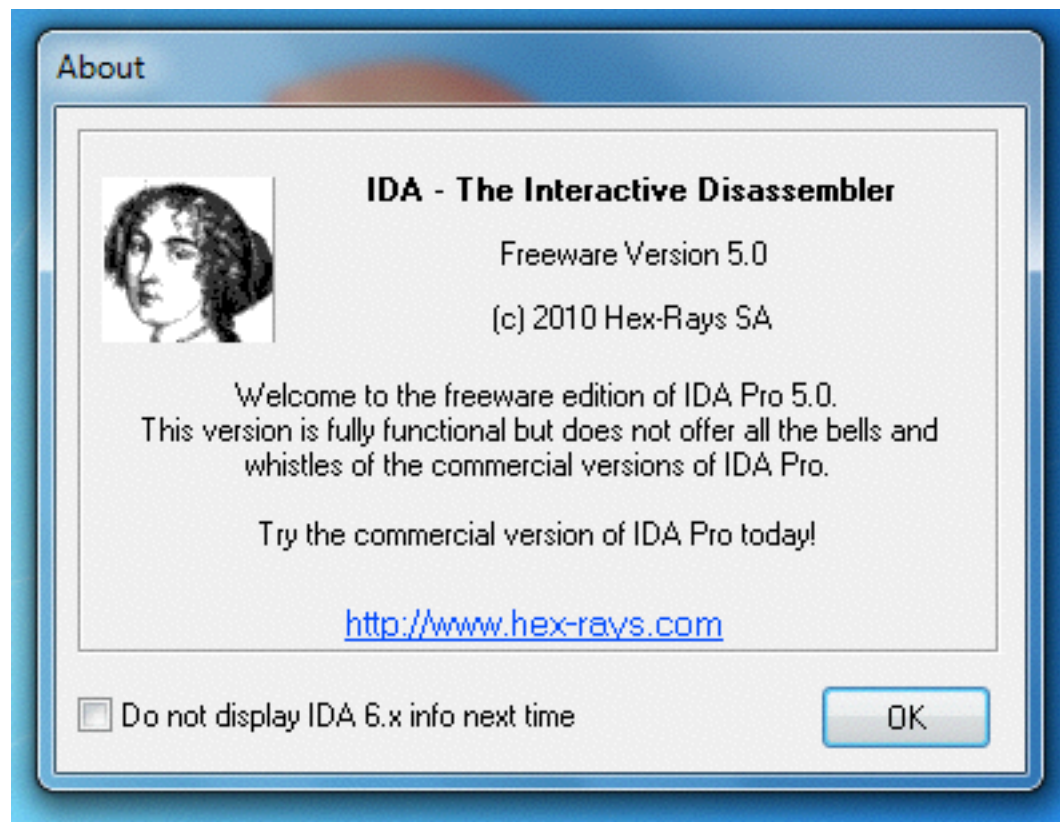 About
IDA - The Interactive Disassembler
Freeware Version 5.0
(c) 2010 Hex-Rays SA
Welcome to the freeware edition of IDA Pro 5.0.
This version is fully functional but does not offer all the bells and
whistles of the commercial versions of IDA Pro.
Try the commercial version of IDA Pro today!
http://www.hex-rays.com
Do not display IDA 6.x info next time
OK